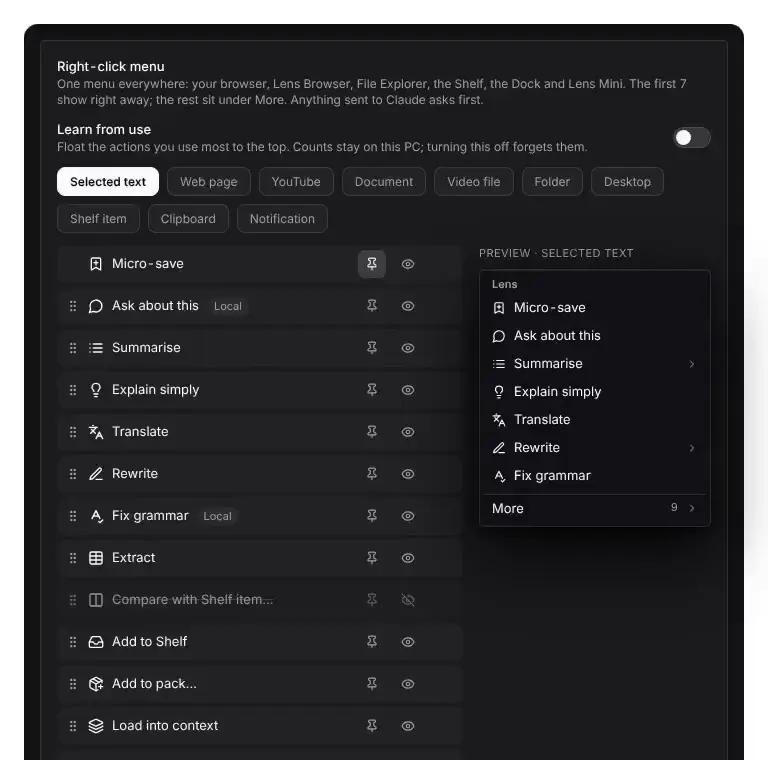 Right-click menu
One menu everywhere: your browser, Lens Browser, File Explorer, the Shelf, the Dock and Lens Mini. The first 7
show right away; the rest sit under More. Anything sent to Claude asks first.
Learn from use
Float the actions you use most to the top. Counts stay on this PC; turning this off forgets them.
Selected text
Web page
YouTube
Document
Video file
Folder
Desktop
Shelf item
Clipboard
Notification
Micro-save
Ask about this Local
Summarise
Explain simply
Translate
Rewrite
Fix grammar Local
Extract
Compare with Shelf item...
Add to Shelf
Add to pack...
Load into context
PREVIEW · SELECTED TEXT
Lens
Micro-save
Ask about this
Summarise
Explain simply
Translate
Rewrite
Fix grammar
More 9